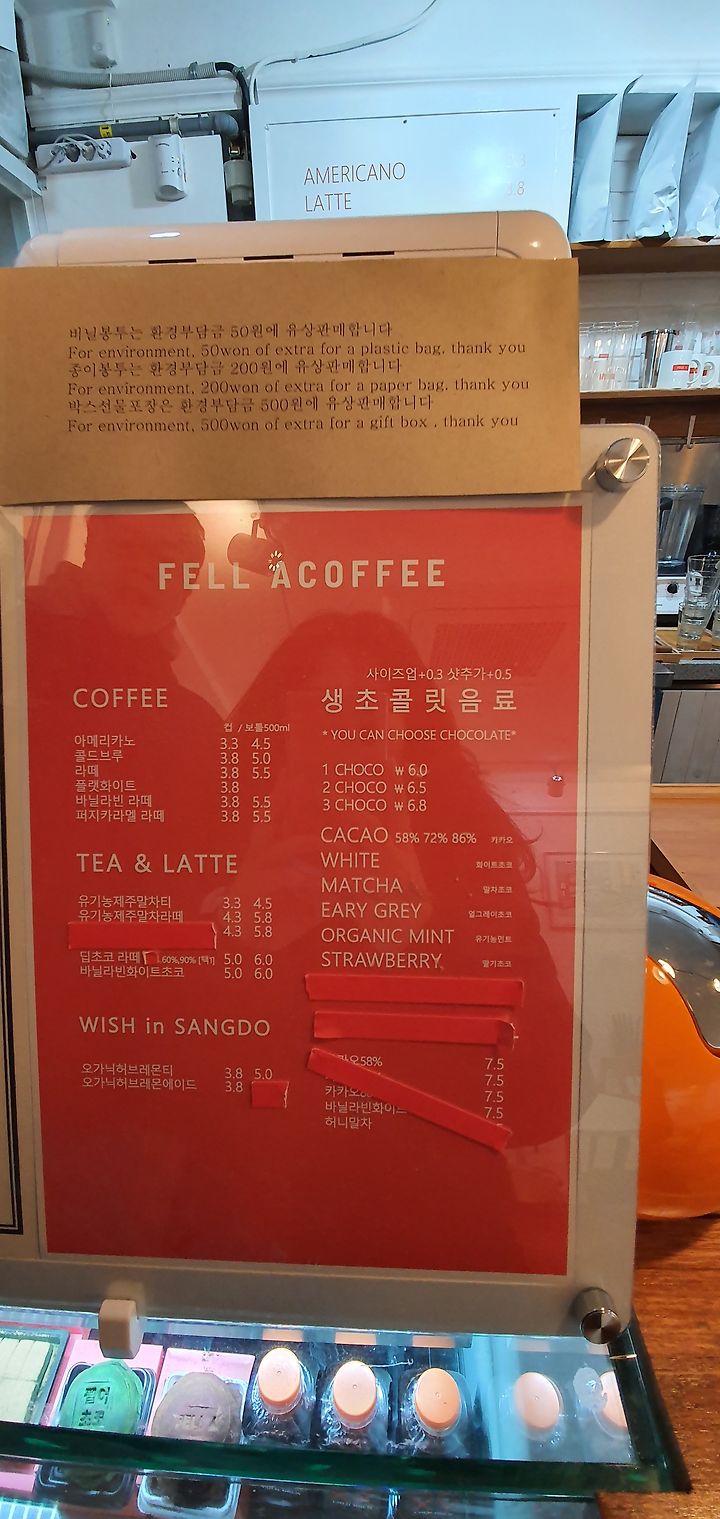 AMERICANO 3.3
LATTE 3.8
비닐봉투는 환경부담금 50원에 유상판매합니다
For environment, 50won of extra for a plastic bag. thank you
종이봉투는 환경부담금 200원에 유상판매합니다
For environment, 200won of extra for a paper bag. thank you
박스선물포장은 환경부담금 500원에 유상판매합니다
For environment, 500won of extra for a gift box . thank you
FELL ACOFFEE
COFFEE
컵 / 보틀500ml
아메리카노 3.3 4.5
콜드브루 3.8 5.0
라떼 3.8 5.5
플랫화이트 3.8
바닐라빈 라떼 3.8 5.5
퍼지카라멜 라떼 3.8 5.5
TEA & LATTE
유기농제주말차티 3.3 4.5
유기농제주말차라떼 4.3 5.8
4.3 5.8
딥초코 라떼 60%,90% [택1] 5.0 6.0
바닐라빈화이트초코 5.0 6.0
WISH in SANGDO
오가닉허브레몬티 3.8 5.0
오가닉허브레몬에이드 3.8
사이즈업+0.3 샷추가+0.5
생초콜릿음료
* YOU CAN CHOOSE CHOCOLATE*
1 CHOCO ₩ 6.0
2 CHOCO ₩ 6.5
3 CHOCO ₩ 6.8
CACAO 58% 72% 86% 카카오
WHITE 화이트초코
MATCHA 말차초코
EARY GREY 얼그레이초코
ORGANIC MINT 유기농민트
STRAWBERRY 딸기초코
58% 7.5
7.5
카카오 7.5
바닐라빈화이트 7.5
허니말차